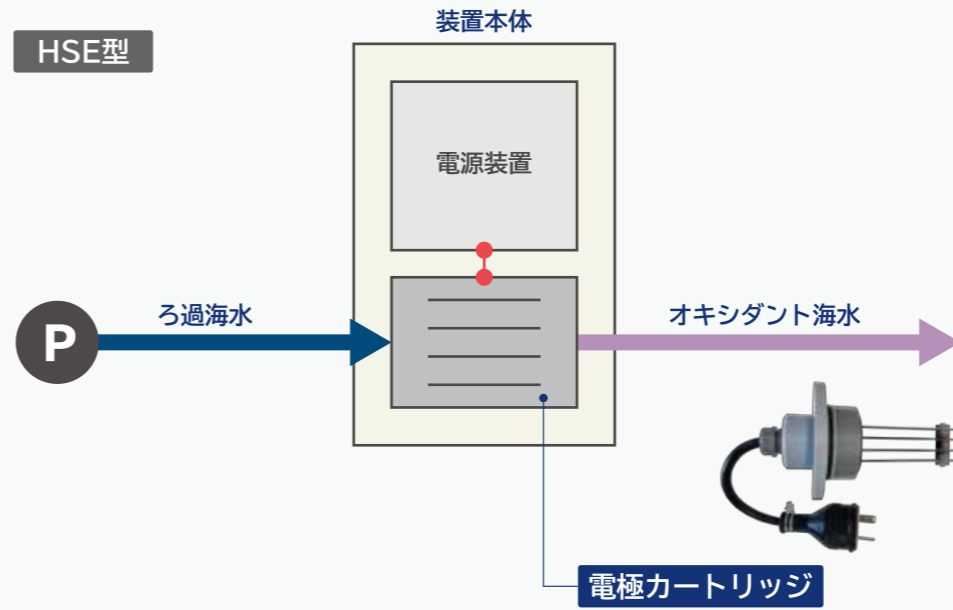 装置本体
HSE型
電源装置
P
ろ過海水
オキシダント海水
電極カートリッジ